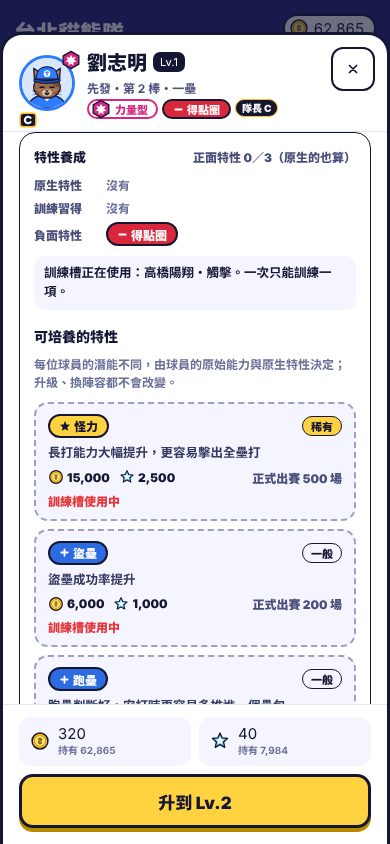 62,865
劉志明 Lv.1
先發・第 2 棒・一壘
力量型 － 得點圈 隊長 C
C
特性養成 正面特性 0／3（原生的也算）
原生特性 沒有
訓練習得 沒有
負面特性 － 得點圈
訓練槽正在使用：高橋陽翔・觸擊。一次只能訓練一
項。
可培養的特性
每位球員的潛能不同，由球員的原始能力與原生特性決定；
升級、換陣容都不會改變。
★ 怪力 稀有
長打能力大幅提升，更容易擊出全壘打
15,000 2,500 正式出賽 500 場
訓練槽使用中
＋ 盜壘 一般
盜壘成功率提升
6,000 1,000 正式出賽 200 場
訓練槽使用中
＋ 跑壘 一般
320
持有 62,865
40
持有 7,984
升到 Lv.2